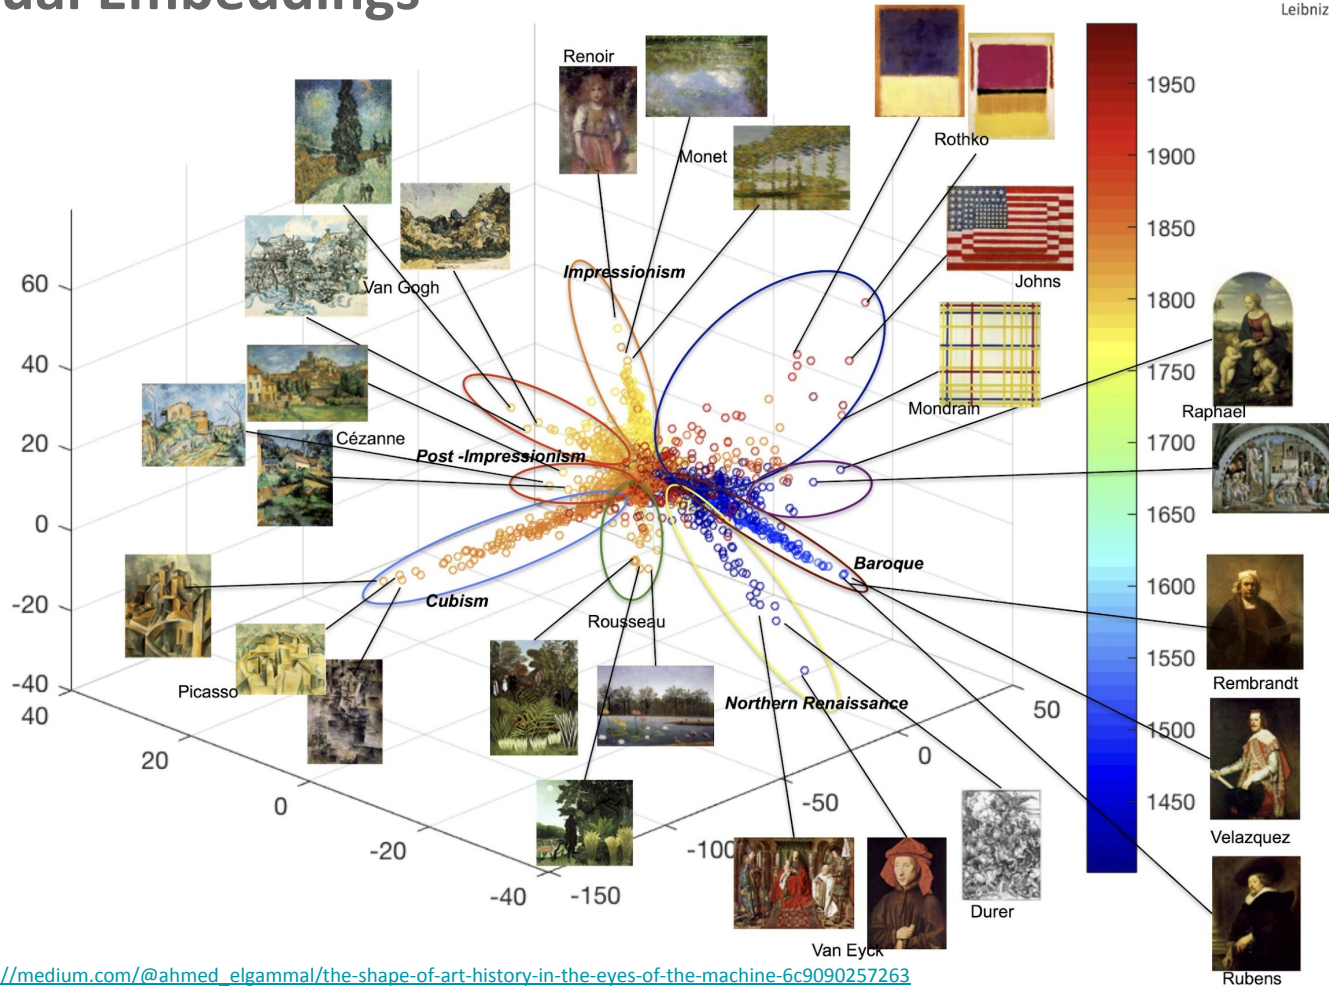 dual Embeddings
Leibniz
Renoir
Monet
Rothko
Johns
Mondrain
Raphael
Van Gogh
Cézanne
Impressionism
Post -Impressionism
Cubism
Picasso
Rousseau
Baroque
Northern Renaissance
Rembrandt
Velazquez
Rubens
Durer
Van Eyck
60
40
20
0
-20
-40
40
20
0
-20
-40
-150
-100
-50
0
50
1950
1900
1850
1800
1750
1700
1650
1600
1550
1500
1450
//medium.com/@ahmed_elgammal/the-shape-of-art-history-in-the-eyes-of-the-machine-6c9090257263